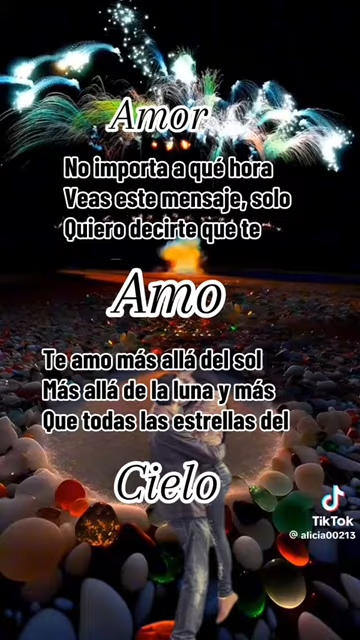 Amor
No importa a qué hora
Veas este mensaje, solo
Quiero decirte que te
Amo
Te amo más allá del sol
Más allá de la luna y más
Que todas las estrellas del
Cielo
TikTok
@alicia00213